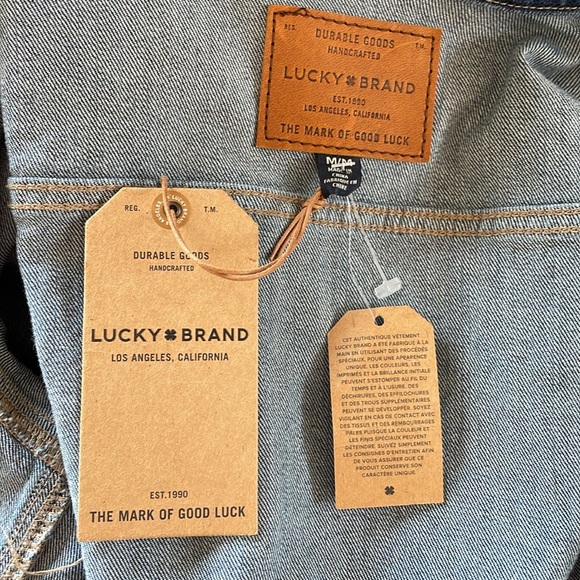 REG. T.M.
DURABLE GOODS
HANDCRAFTED
LUCKY BRAND
EST.1990
LOS ANGELES, CALIFORNIA
THE MARK OF GOOD LUCK
M/M
MADE IN
CHINA
FABRIQUÉ EN
CHINE
REG. T.M.
DURABLE GOODS
HANDCRAFTED
LUCKY BRAND
LOS ANGELES, CALIFORNIA
EST.1990
THE MARK OF GOOD LUCK
CET AUTHENTIQUE VÊTEMENT
LUCKY BRAND A ÉTÉ FABRIQUÉ À LA
MAIN EN UTILISANT DES PROCÉDÉS
SPÉCIAUX, POUR UNE APPARENCE
UNIQUE. LES COULEURS, LES
IMPRIMÉS ET LA BRILLANCE INITIALE
PEUVENT S'ESTOMPER AU FIL DU
TEMPS ET À L'USURE. DES
DÉCHIRURES, DES EFFILOCHURES
ET DES TROUS SUPPLÉMENTAIRES
PEUVENT SE DÉVELOPPER. SOYEZ
VIGILANT EN CAS DE CONTACT AVEC
DES TISSUS ET DES REMBOURRAGES
PÂLES PUISQUE LA COULEUR ET
LES FINIS SPÉCIAUX PEUVENT
DÉTEINDRE. SUIVEZ SIMPLEMENT
LES CONSIGNES D'ENTRETIEN AFIN
DE VOUS ASSURER QUE CE
PRODUIT CONSERVE SON
CARACTÈRE UNIQUE.